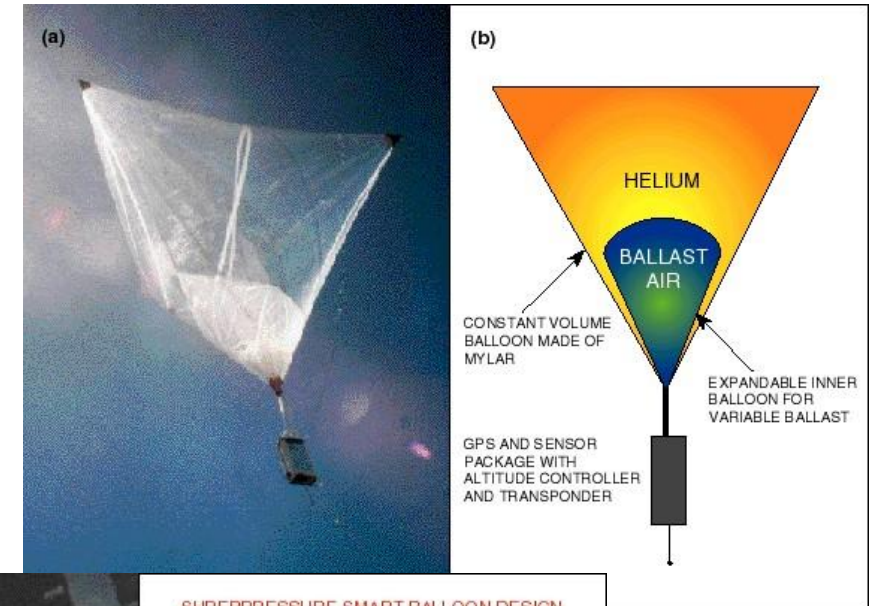 (a)
(b)
HELIUM
BALLAST
AIR
CONSTANT VOLUME
BALLOON MADE OF
MYLAR
EXPANDABLE INNER
BALLOON FOR
VARIABLE BALLAST
GPS AND SENSOR
PACKAGE WITH
ALTITUDE CONTROLLER
AND TRANSPONDER
SUPERPRESSURE SMART BALLOON DESIGN